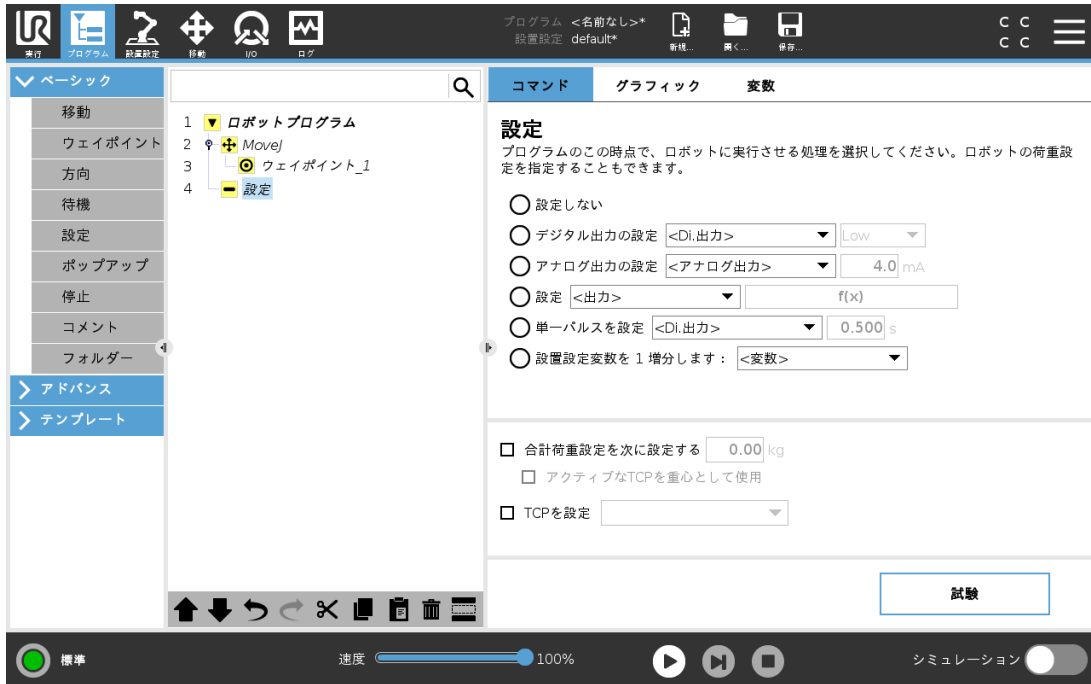 UR
実行
プログラム
設置設定
移動
I/O
ログ
プログラム <名前なし>*
設置設定 default*
新規...
開く...
保存...
C C
C C
ベーシック
移動
ウェイポイント
方向
待機
設定
ポップアップ
停止
コメント
フォルダー
アドバンス
テンプレート
1 ロボットプログラム
2 MoveJ
3 ウェイポイント_1
4 設定
コマンド グラフィック 変数
設定
プログラムのこの時点で、ロボットに実行させる処理を選択してください。ロボットの荷重設
定を指定することもできます。
設定しない
デジタル出力の設定 <Di.出力> Low
アナログ出力の設定 <アナログ出力> 4.0 mA
設定 <出力> f(x)
単一パルスを設定 <Di.出力> 0.500 s
設置設定変数を 1 増分します： <変数>
合計荷重設定を次に設定する 0.00 kg
アクティブなTCPを重心として使用
TCPを設定
試験
標準
速度 100%
シミュレーション